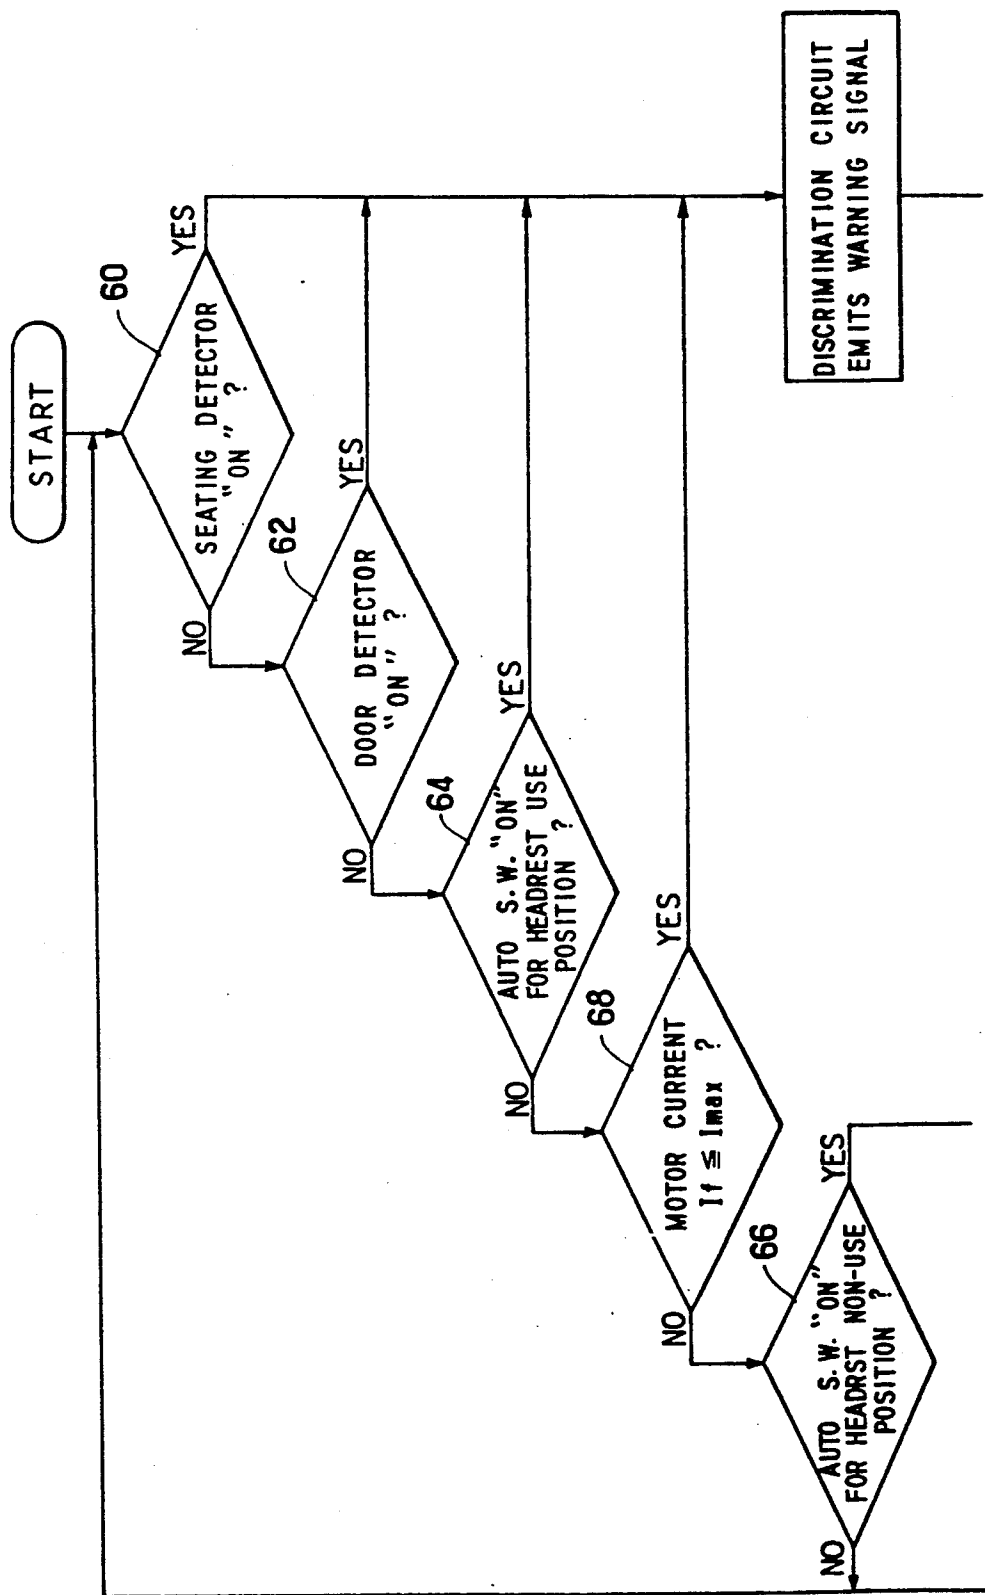 START
60
SEATING DETECTOR
"ON" ?
YES
NO
62
DOOR DETECTOR
"ON" ?
YES
NO
64
AUTO S.W. "ON"
FOR HEADREST USE
POSITION ?
YES
NO
68
MOTOR CURRENT
If ≦ Imax ?
YES
NO
66
AUTO S.W. "ON"
FOR HEADRST NON-USE
POSITION ?
YES
NO
DISCRIMINATION CIRCUIT
EMITS WARNING SIGNAL